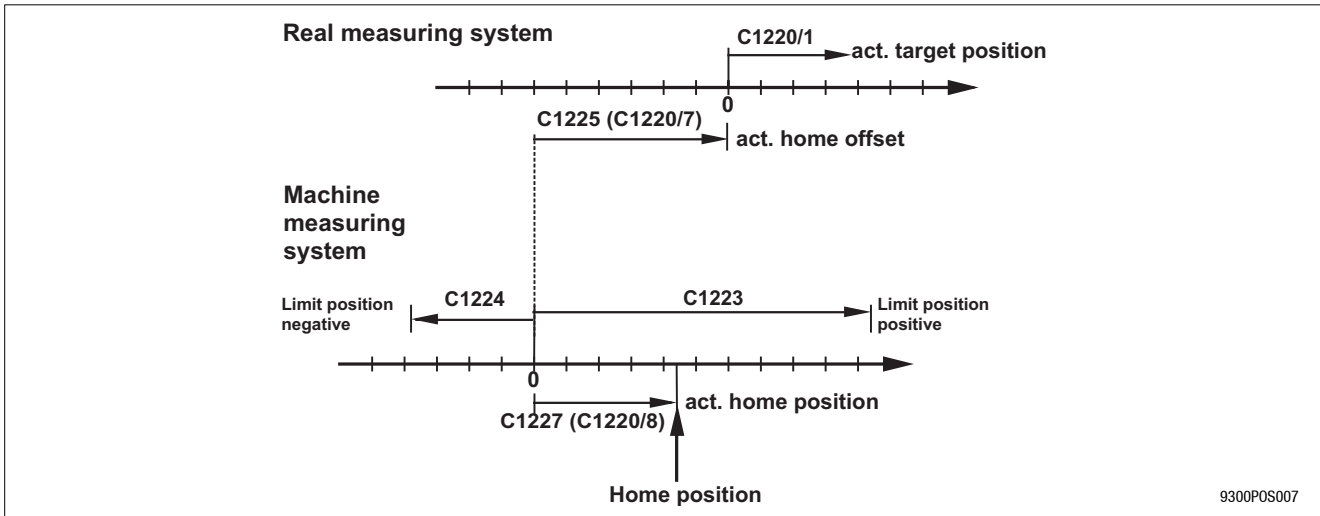 Real measuring system
C1220/1
act. target position
0
C1225 (C1220/7)
act. home offset
Machine
measuring
system
Limit position
negative
C1224
C1223
Limit position
positive
0
act. home position
C1227 (C1220/8)
Home position
9300POS007